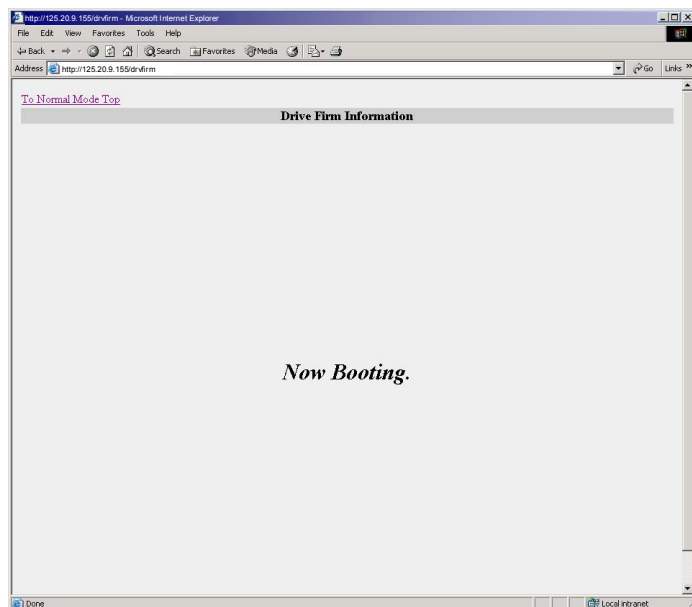 http://125.20.9.155/drvfirm - Microsoft Internet Explorer
File Edit View Favorites Tools Help
Back Search Favorites Media
Address http://125.20.9.155/drvfirm Go Links »
To Normal Mode Top
Drive Firm Information
Now Booting.
Done Local intranet